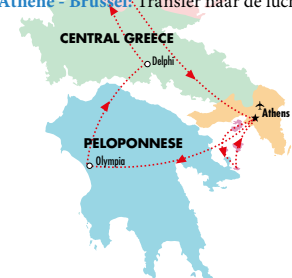 Athene - Brussel: Transfer naar de luch
CENTRAL GREECE
Delphi
Athens
PELOPONNESE
Olympia